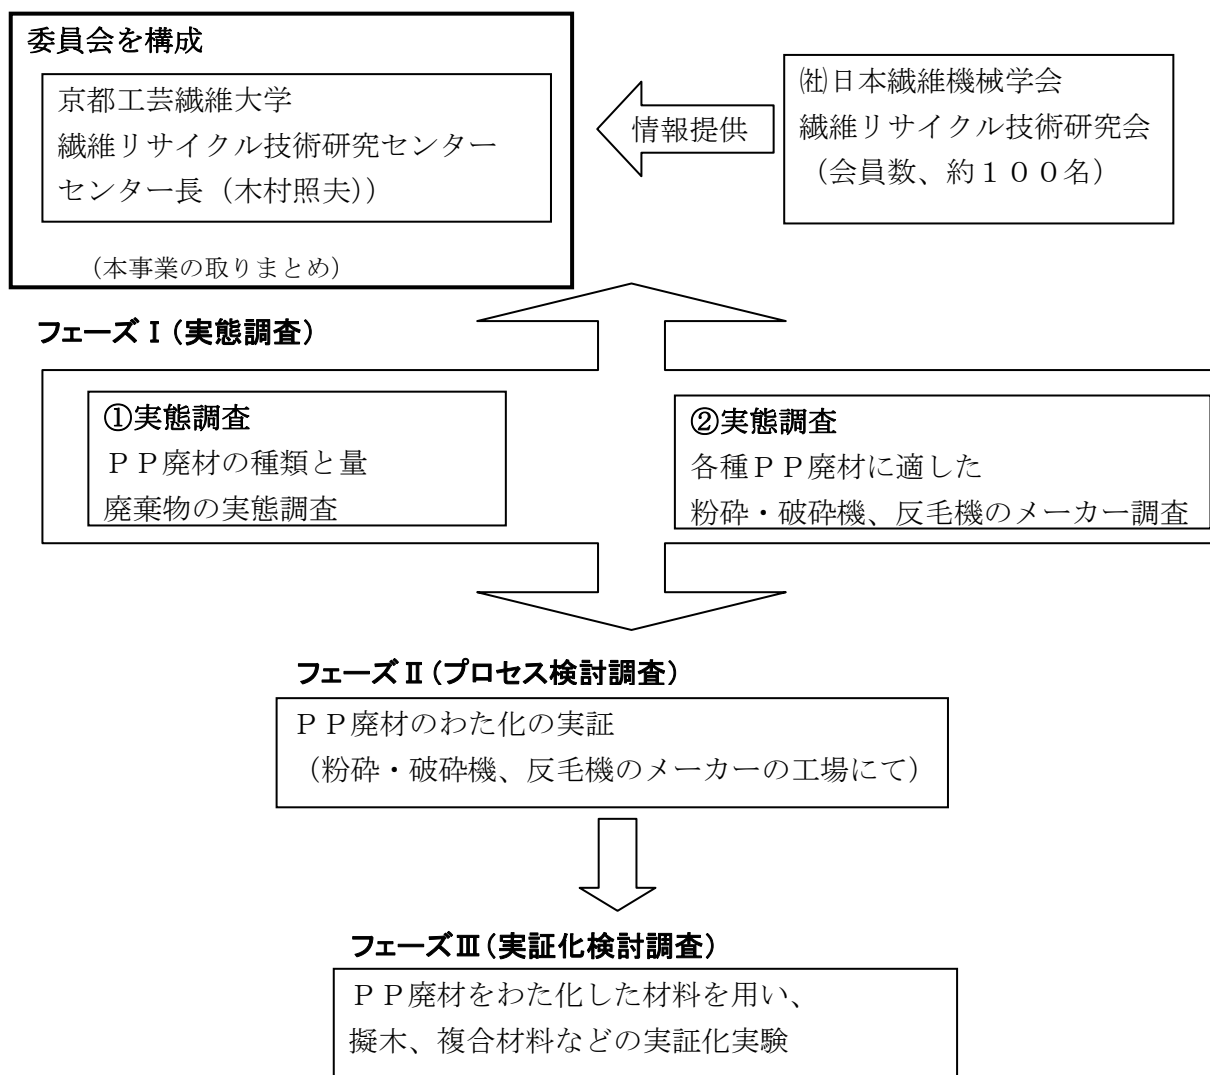 委員会を構成
京都工芸繊維大学
繊維リサイクル技術研究センター
センター長（木村照夫））
（本事業の取りまとめ）
情報提供
㈳日本繊維機械学会
繊維リサイクル技術研究会
（会員数、約１００名）
フェーズⅠ（実態調査）
①実態調査
ＰＰ廃材の種類と量
廃棄物の実態調査
②実態調査
各種ＰＰ廃材に適した
粉砕・破砕機、反毛機のメーカー調査
フェーズⅡ（プロセス検討調査）
ＰＰ廃材のわた化の実証
（粉砕・破砕機、反毛機のメーカーの工場にて）
フェーズⅢ（実証化検討調査）
ＰＰ廃材をわた化した材料を用い、
擬木、複合材料などの実証化実験